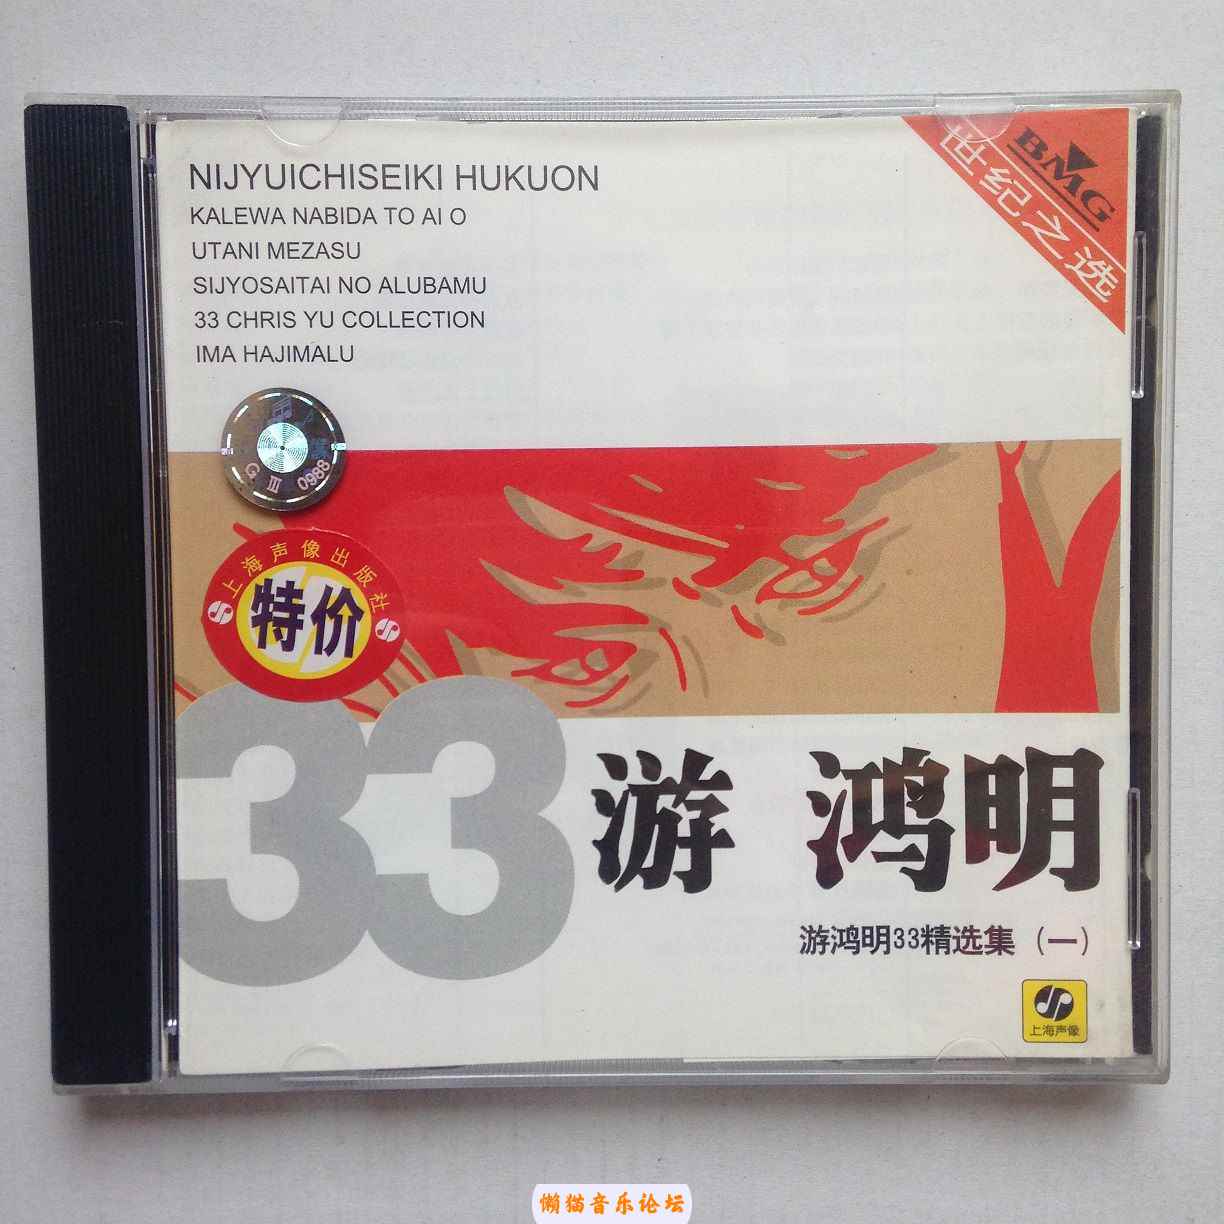 NIJYUICHISEIKI HUKUON
KALEWA NABIDA TO AI O
UTANI MEZASU
SIJYOSAITAI NO ALUBAMU
33 CHRIS YU COLLECTION
IMA HAJIMALU
BMG
世纪之选
G III 0988
上海声像出版社
特价
33
游 鸿明
游鸿明33精选集（一）
上海声像
懒猫音乐论坛